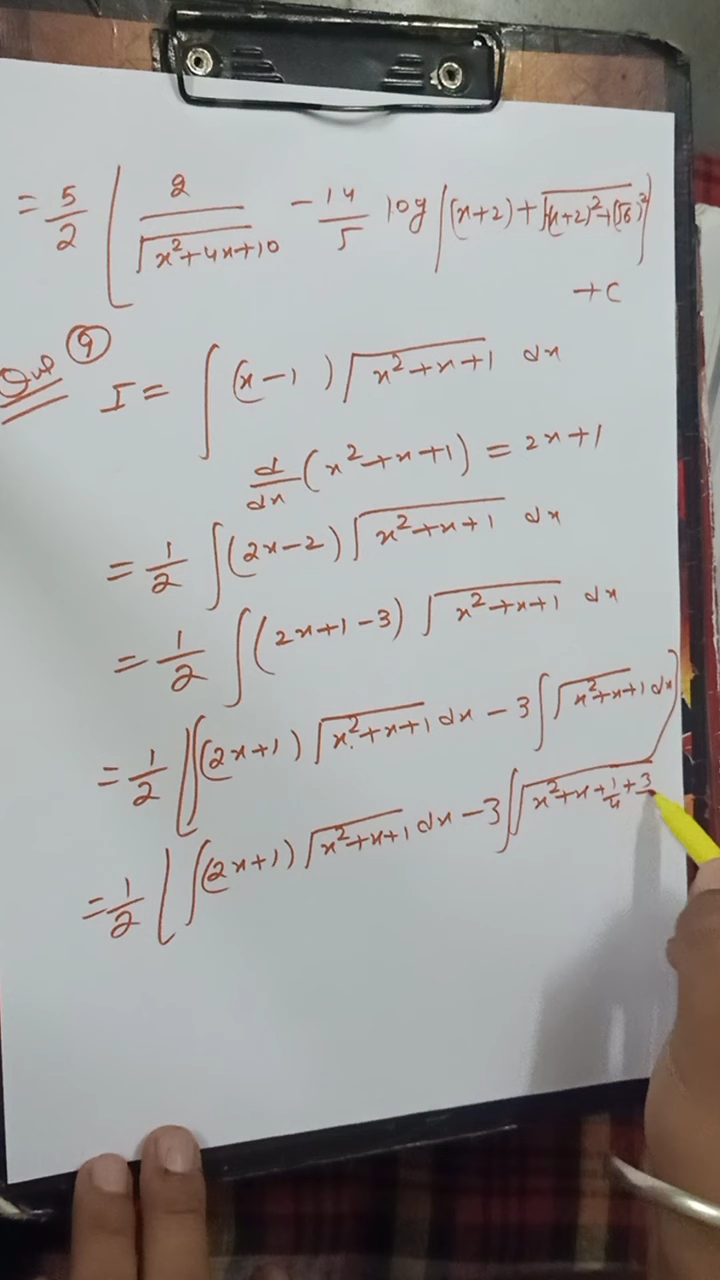 = 5/2 [ 2/√(x²+4x+10) - 14/5 log |(x+2)+√((x+2)²+(√6)²)|
+c
Que ⑨ I = ∫(x-1)√(x²+x+1) dx
d/dx (x²+x+1) = 2x+1
= 1/2 ∫(2x-2)√(x²+x+1) dx
= 1/2 ∫(2x+1-3)√(x²+x+1) dx
= 1/2 [∫(2x+1)√(x²+x+1) dx - 3∫√(x²+x+1) dx]
= 1/2 [∫(2x+1)√(x²+x+1) dx - 3∫√(x²+x+1/4+3/